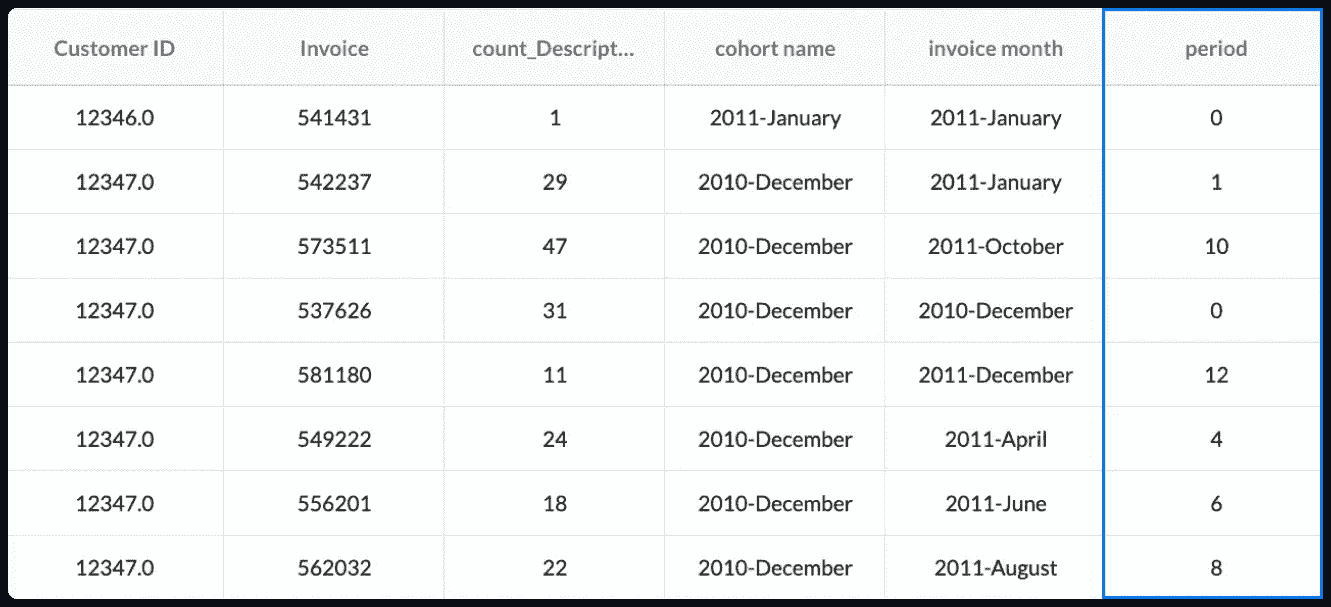 Customer ID Invoice count_Descript... cohort name invoice month period
12346.0 541431 1 2011-January 2011-January 0
12347.0 542237 29 2010-December 2011-January 1
12347.0 573511 47 2010-December 2011-October 10
12347.0 537626 31 2010-December 2010-December 0
12347.0 581180 11 2010-December 2011-December 12
12347.0 549222 24 2010-December 2011-April 4
12347.0 556201 18 2010-December 2011-June 6
12347.0 562032 22 2010-December 2011-August 8